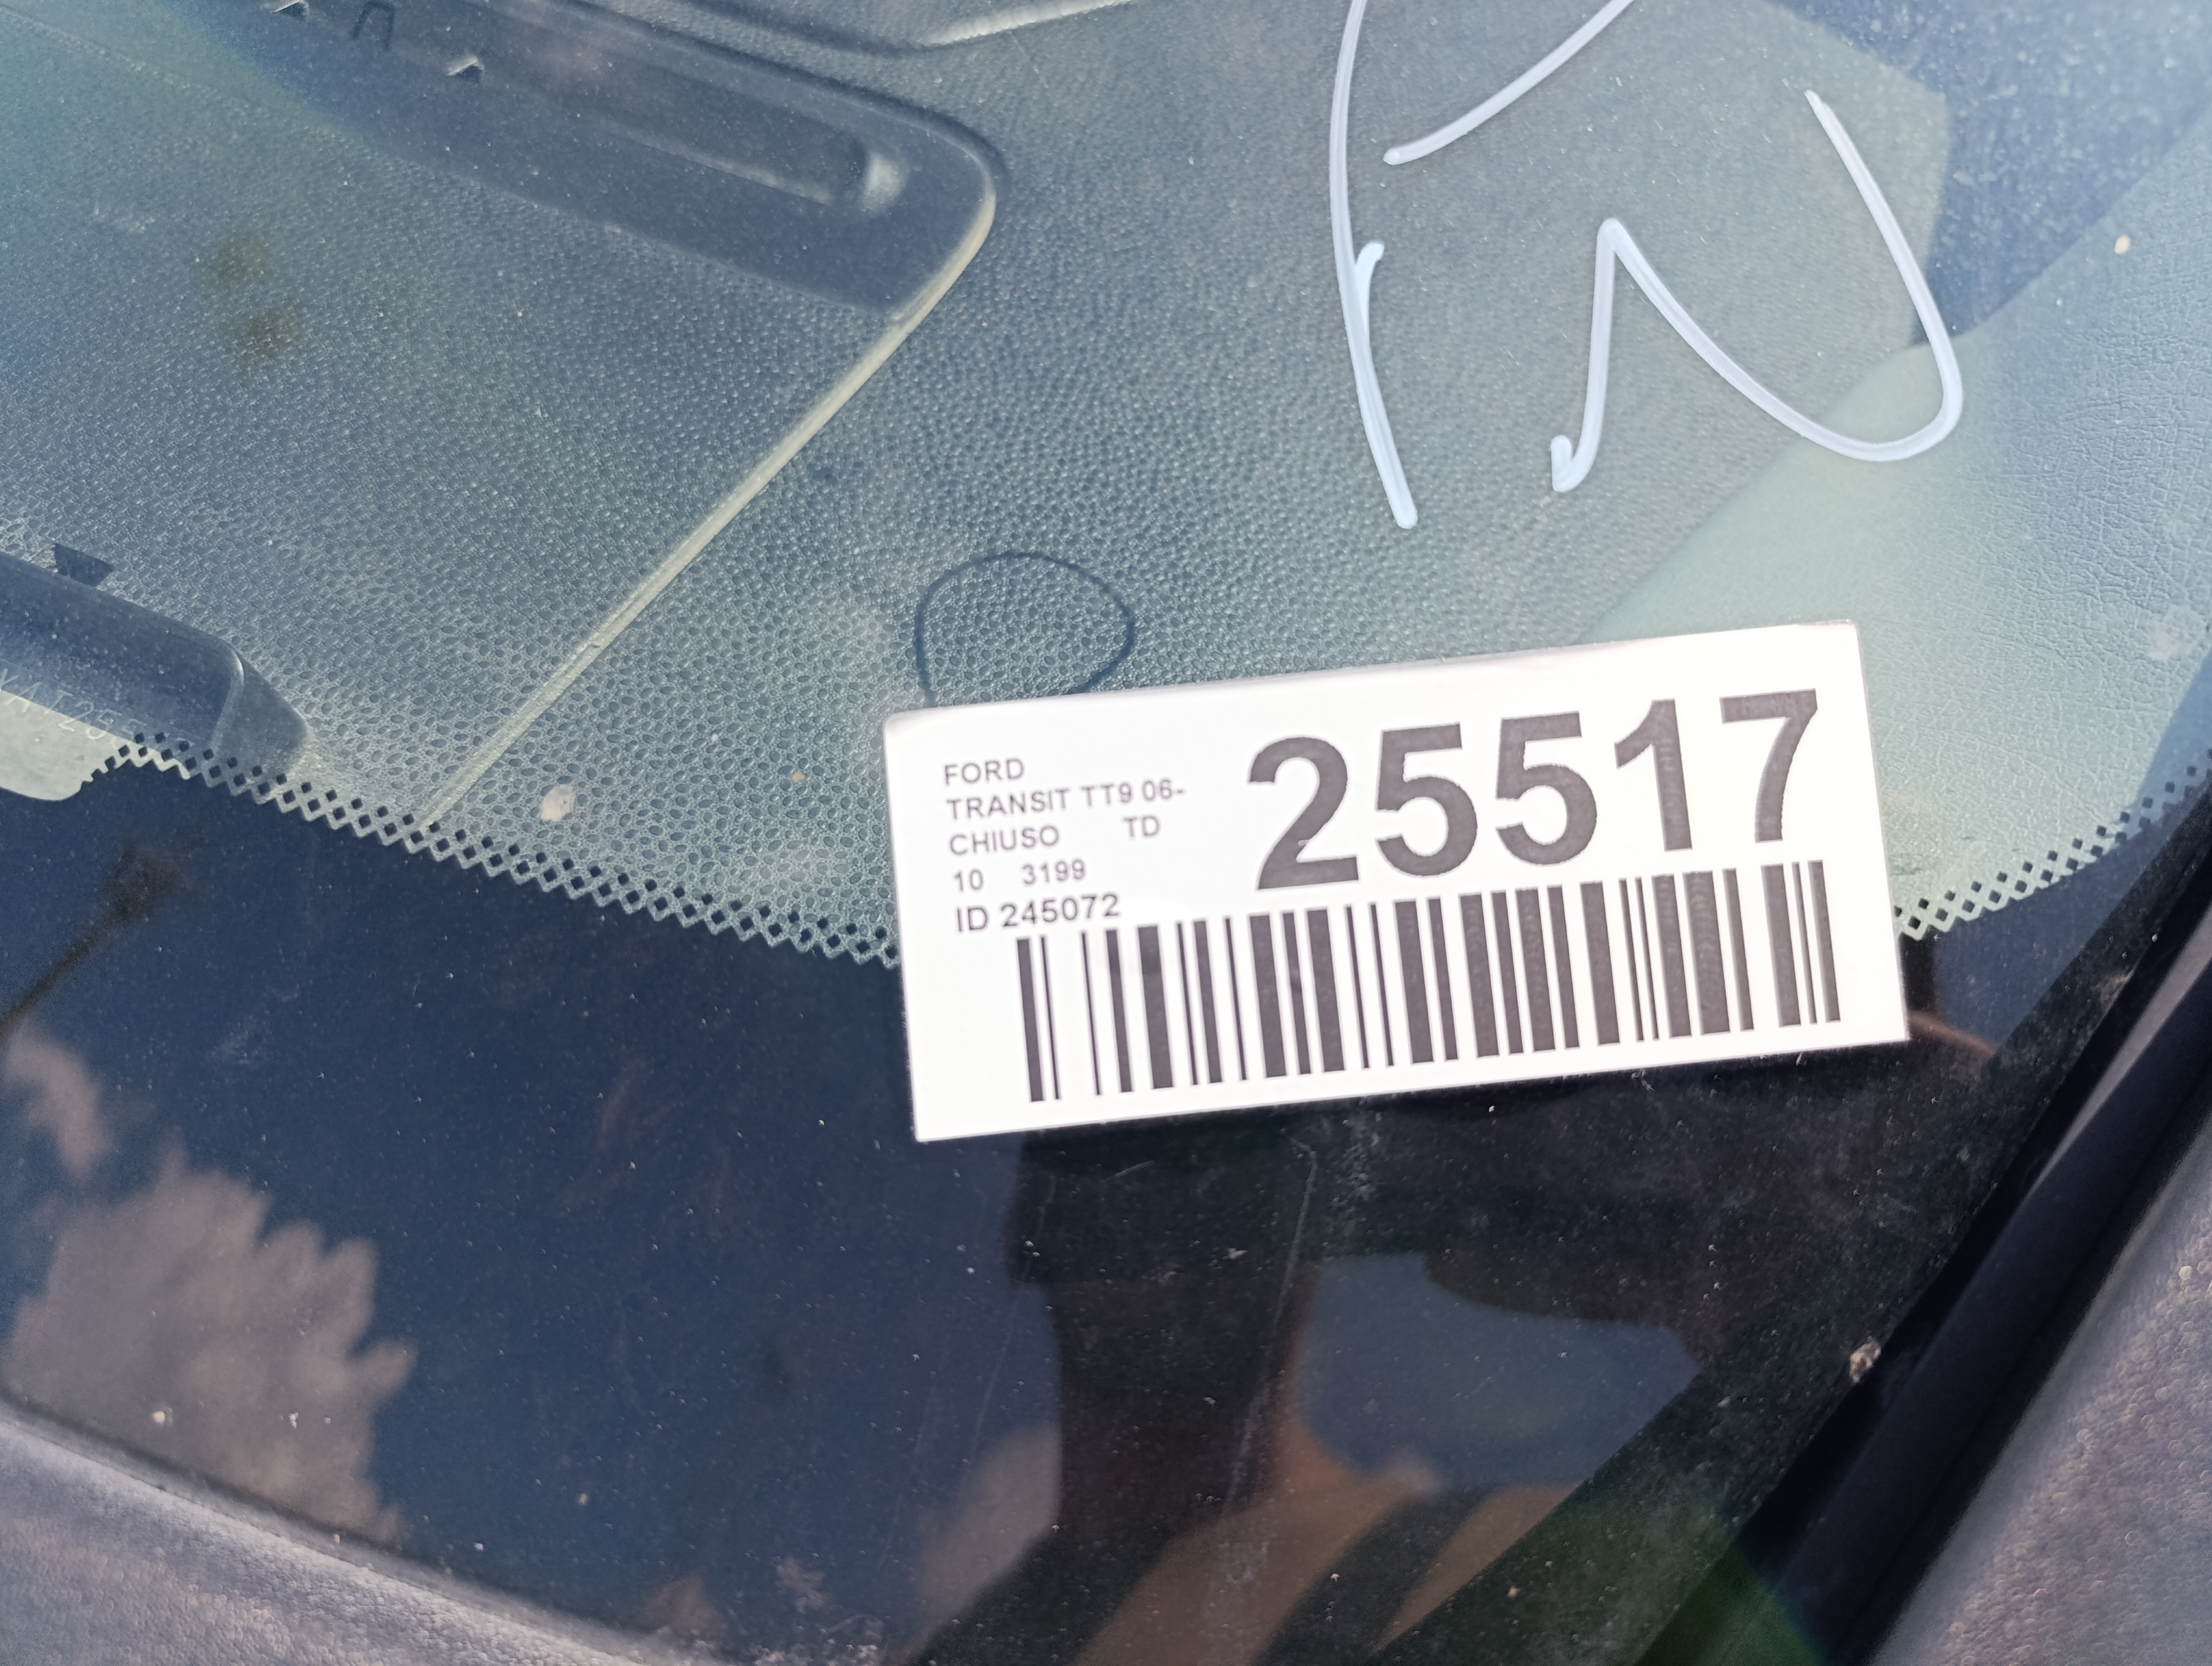 FORD
TRANSIT TT9 06-
CHIUSO TD
10 3199
ID 245072
25517